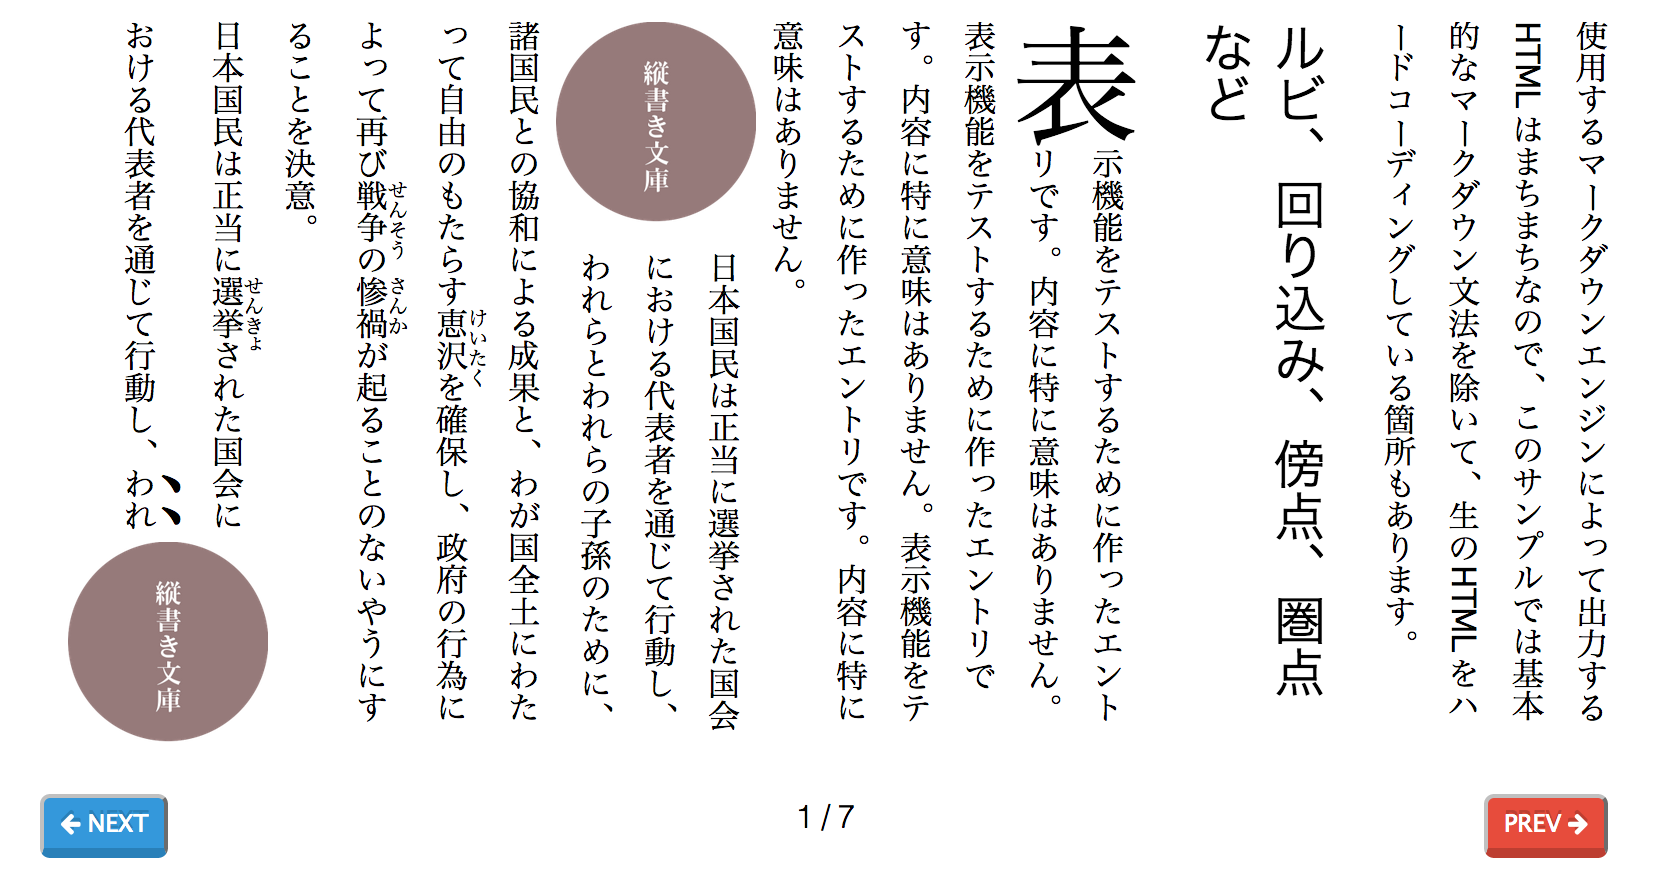 使用するマークダウンエンジンによって出力する
HTMLはまちまちなので、このサンプルでは基本
的なマークダウン文法を除いて、生のHTMLをハ
ードコーディングしている箇所もあります。
ルビ、回り込み、傍点、圏点
など
表
示機能をテストするために作ったエント
リです。内容に特に意味はありません。
表示機能をテストするために作ったエントリで
す。内容に特に意味はありません。表示機能をテ
ストするために作ったエントリです。内容に特に
意味はありません。
縦書き文庫
日本国民は正当に選挙された国会
における代表者を通じて行動し、
われらとわれらの子孫のために、
諸国民との協和による成果と、わが国全土にわた
って自由のもたらす恵沢を確保し、政府の行為に
けいたく
よって再び戦争の惨禍が起ることのないやうにす
せんそう さんか
ることを決意。
日本国民は正当に選挙された国会に
せんきょ
おける代表者を通じて行動し、われ
縦書き文庫
NEXT
1 / 7
PREV